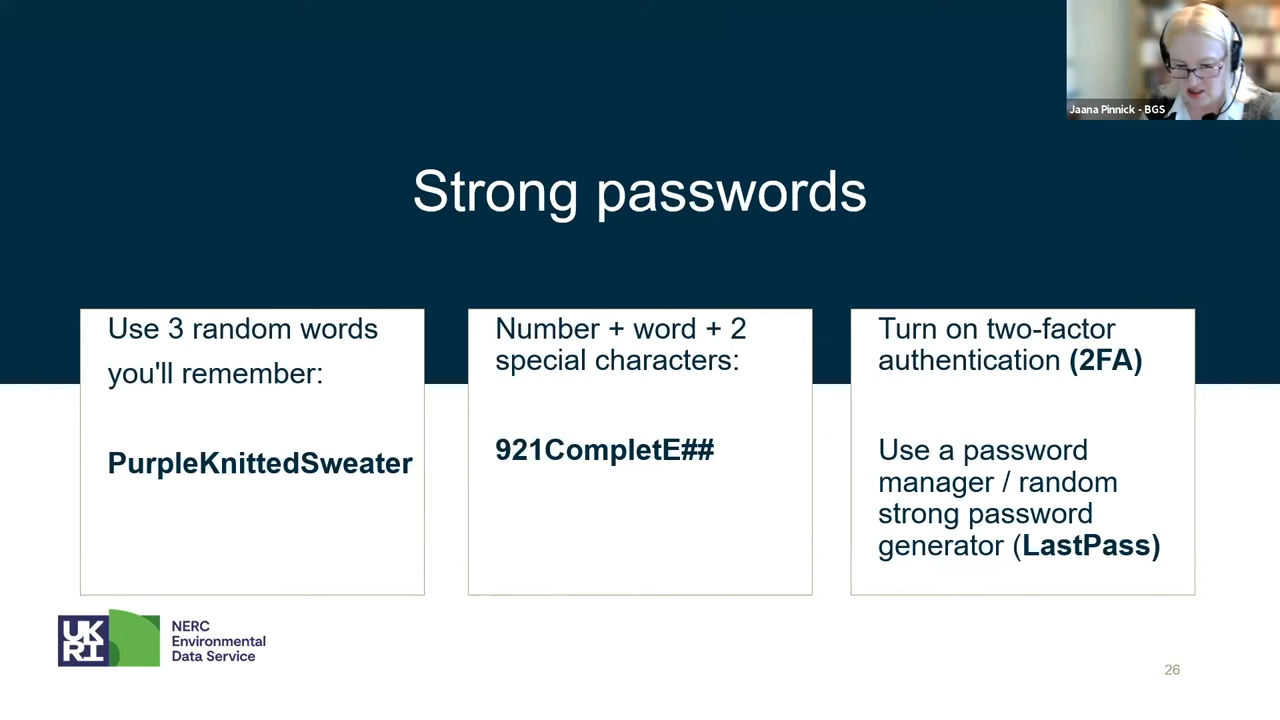 Jaana Pinnick - BGS
Strong passwords
Use 3 random words
you'll remember:
PurpleKnittedSweater
Number + word + 2
special characters:
921CompletE##
Turn on two-factor
authentication (2FA)
Use a password
manager / random
strong password
generator (LastPass)
UK
RI
NERC
Environmental
Data Service
26